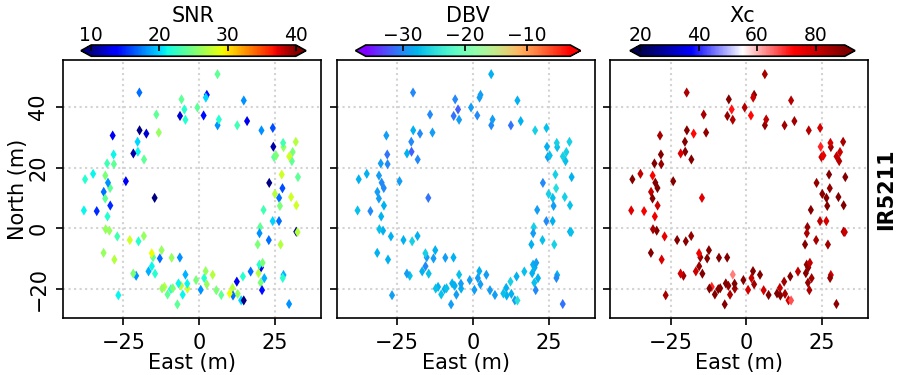 SNR DBV Xc
10 20 30 40 −30 −20 −10 20 40 60 80
40
20
0
−20
North (m)
IR5211
−25 0 25 −25 0 25 −25 0 25
East (m) East (m) East (m)